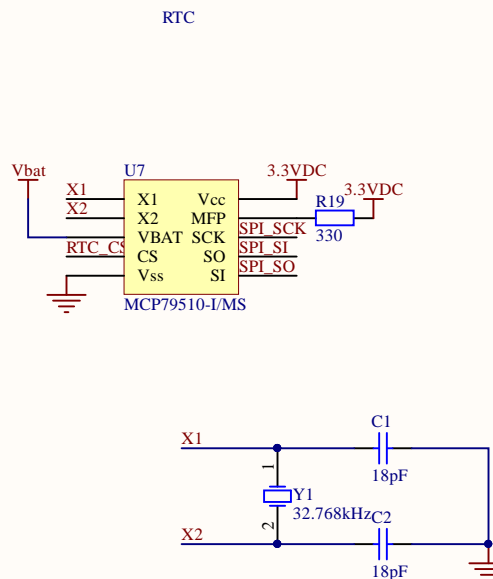 RTC
Vbat
U7
3.3VDC
3.3VDC
X1
X1
Vcc
R19
X2
X2
MFP
330
VBAT
SCK
SPI_SCK
RTC_CS
CS
SO
SPI_SI
Vss
SI
SPI_SO
MCP79510-I/MS
X1
C1
18pF
1
Y1
32.768kHz
2
X2
C2
18pF